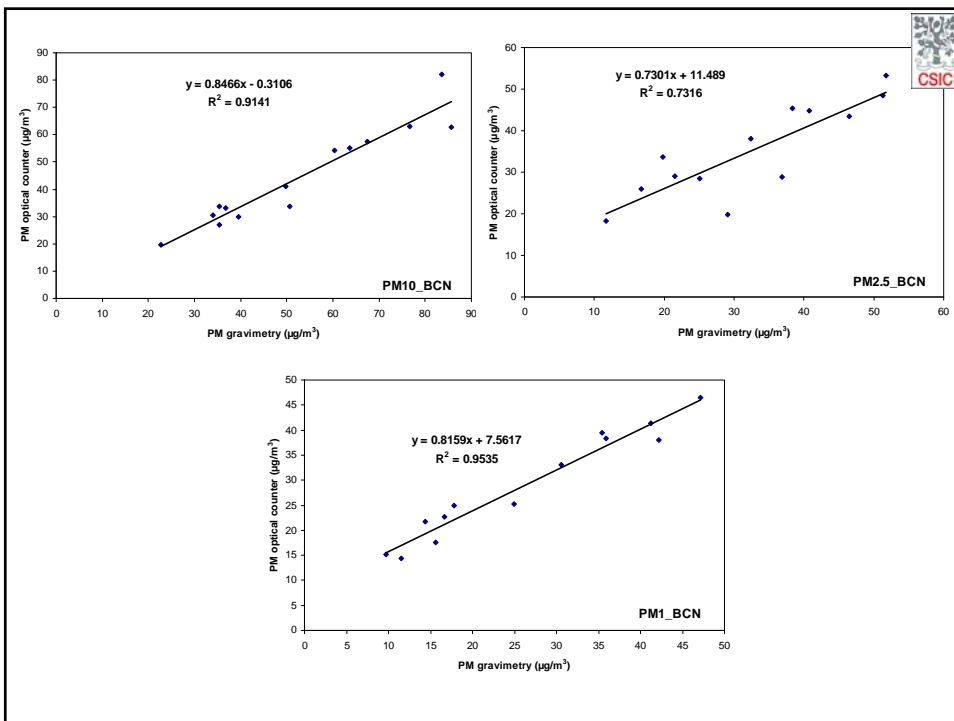 CSIC
90
80
70
60
50
40
30
20
10
0
PM optical counter (µg/m³)
y = 0.8466x - 0.3106
R² = 0.9141
PM10_BCN
0 10 20 30 40 50 60 70 80 90
PM gravimetry (µg/m³)
60
50
40
30
20
10
0
PM optical counter (µg/m³)
y = 0.7301x + 11.489
R² = 0.7316
PM2.5_BCN
0 10 20 30 40 50 60
PM gravimetry (µg/m³)
50
45
40
35
30
25
20
15
10
5
0
PM optical counter (µg/m³)
y = 0.8159x + 7.5617
R² = 0.9535
PM1_BCN
0 5 10 15 20 25 30 35 40 45 50
PM gravimetry (µg/m³)